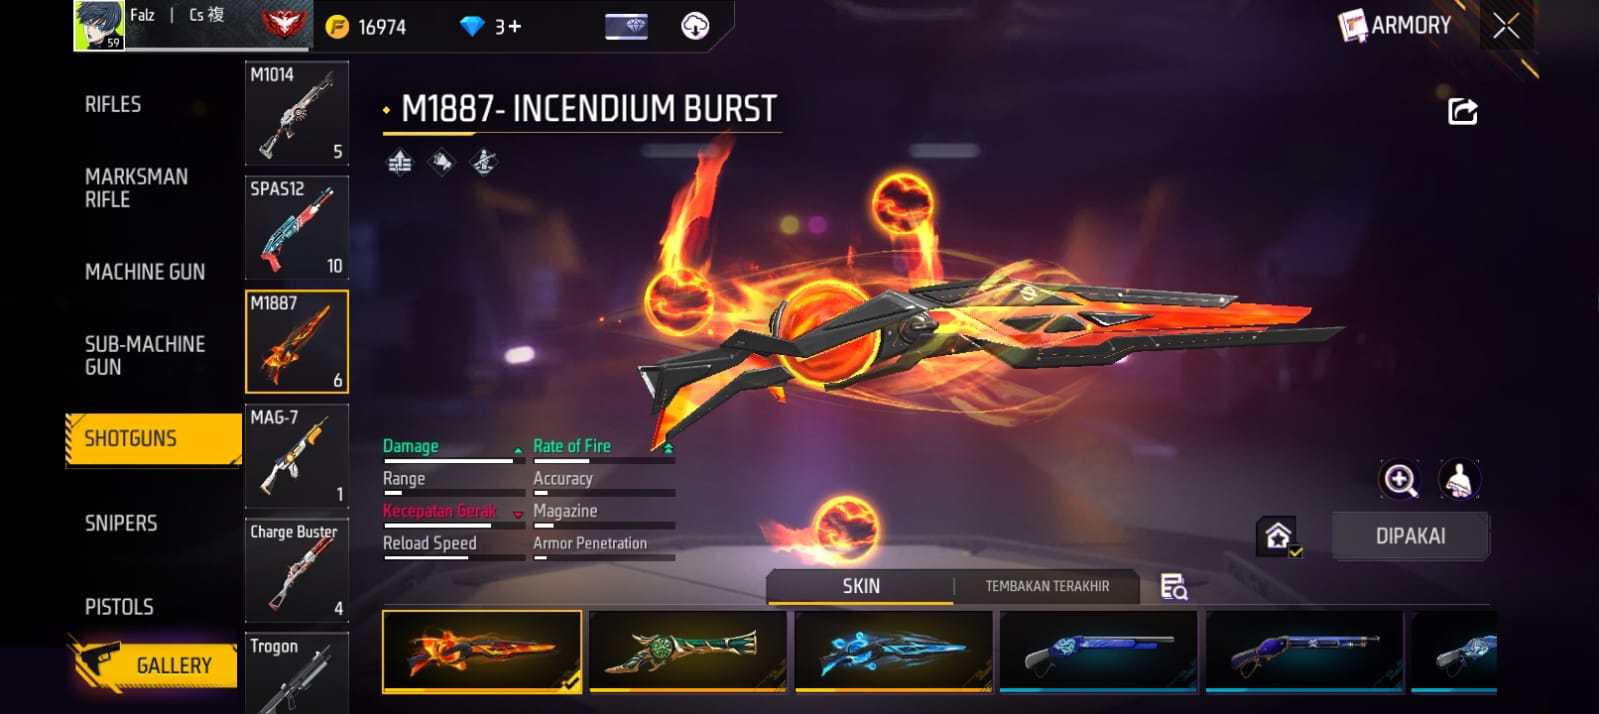 Falz | Cs 複
59
16974
3+
ARMORY
RIFLES
MARKSMAN
RIFLE
MACHINE GUN
SUB-MACHINE
GUN
SHOTGUNS
SNIPERS
PISTOLS
GALLERY
M1014
5
SPAS12
10
M1887
6
MAG-7
1
Charge Buster
4
Trogon
M1887- INCENDIUM BURST
Damage
Rate of Fire
Range
Accuracy
Kecepatan Gerak
Magazine
Reload Speed
Armor Penetration
DIPAKAI
SKIN
TEMBAKAN TERAKHIR